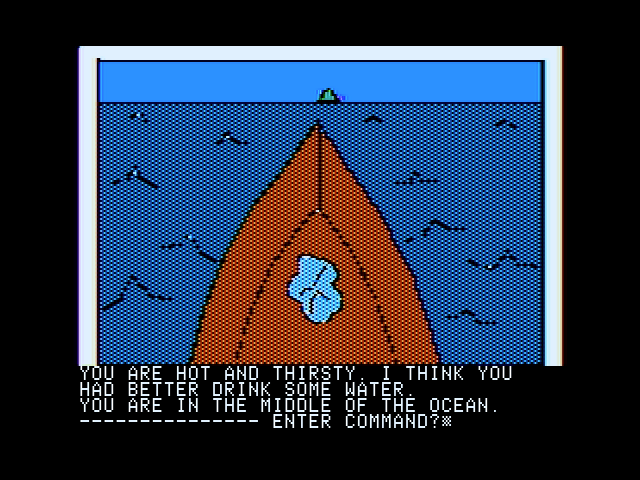 YOU ARE HOT AND THIRSTY. I THINK YOU
HAD BETTER DRINK SOME WATER.
YOU ARE IN THE MIDDLE OF THE OCEAN.
--------------- ENTER COMMAND?